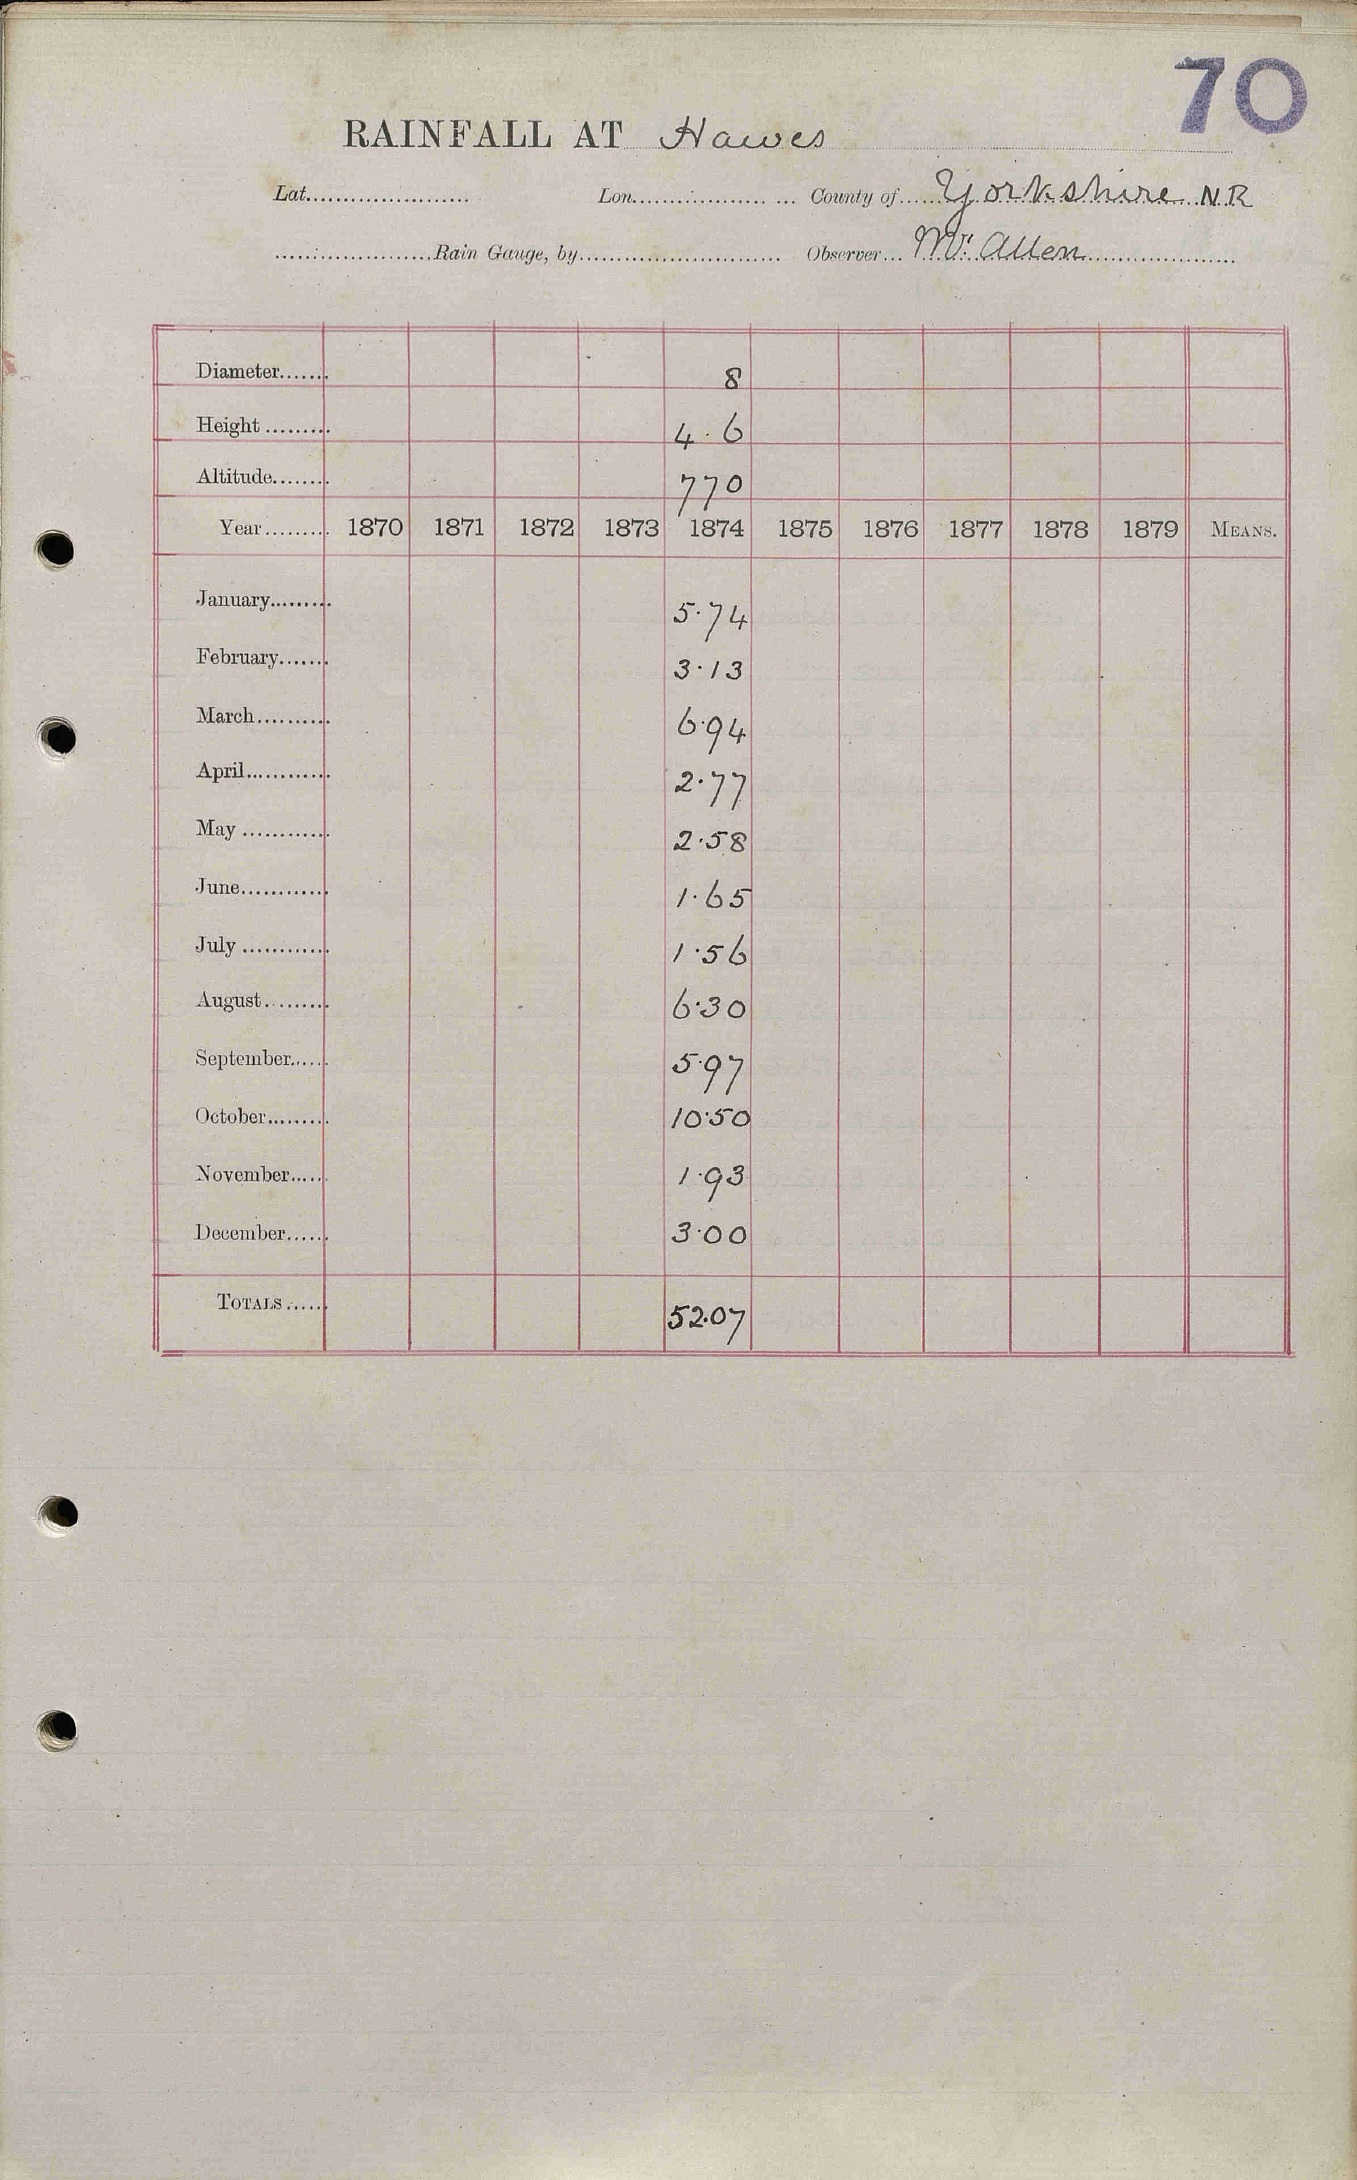 70
RAINFALL AT Hawes
Lat...................... Lon...................... County of......Yorkshire N R
......................Rain Gauge, by........................... Observer... Mr Allen....................
Diameter....... 8
Height ......... 4 . 6
Altitude........ 770
Year......... 1870 1871 1872 1873 1874 1875 1876 1877 1878 1879 MEANS.
January......... 5.74
February....... 3.13
March.......... 6.94
April............ 2.77
May ............ 2.58
June............ 1.65
July ............ 1.56
August......... 6.30
September...... 5.97
October......... 10.50
November...... 1.93
December...... 3.00
TOTALS ...... 52.07